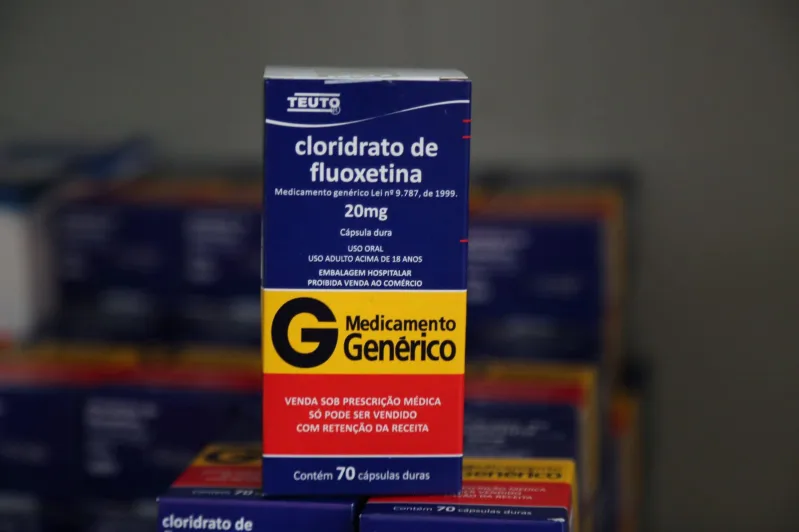 TEUTO
cloridrato de
fluoxetina
Medicamento genérico Lei nº 9.787, de 1999.
20mg
Cápsula dura
USO ORAL
USO ADULTO ACIMA DE 18 ANOS
EMBALAGEM HOSPITALAR
PROIBIDA VENDA AO COMÉRCIO
G Medicamento
Genérico
VENDA SOB PRESCRIÇÃO MÉDICA
SÓ PODE SER VENDIDO
COM RETENÇÃO DA RECEITA
Contém 70 cápsulas duras
Medicamento
Genérico
Contém 70 cápsulas duras
cloridrato de